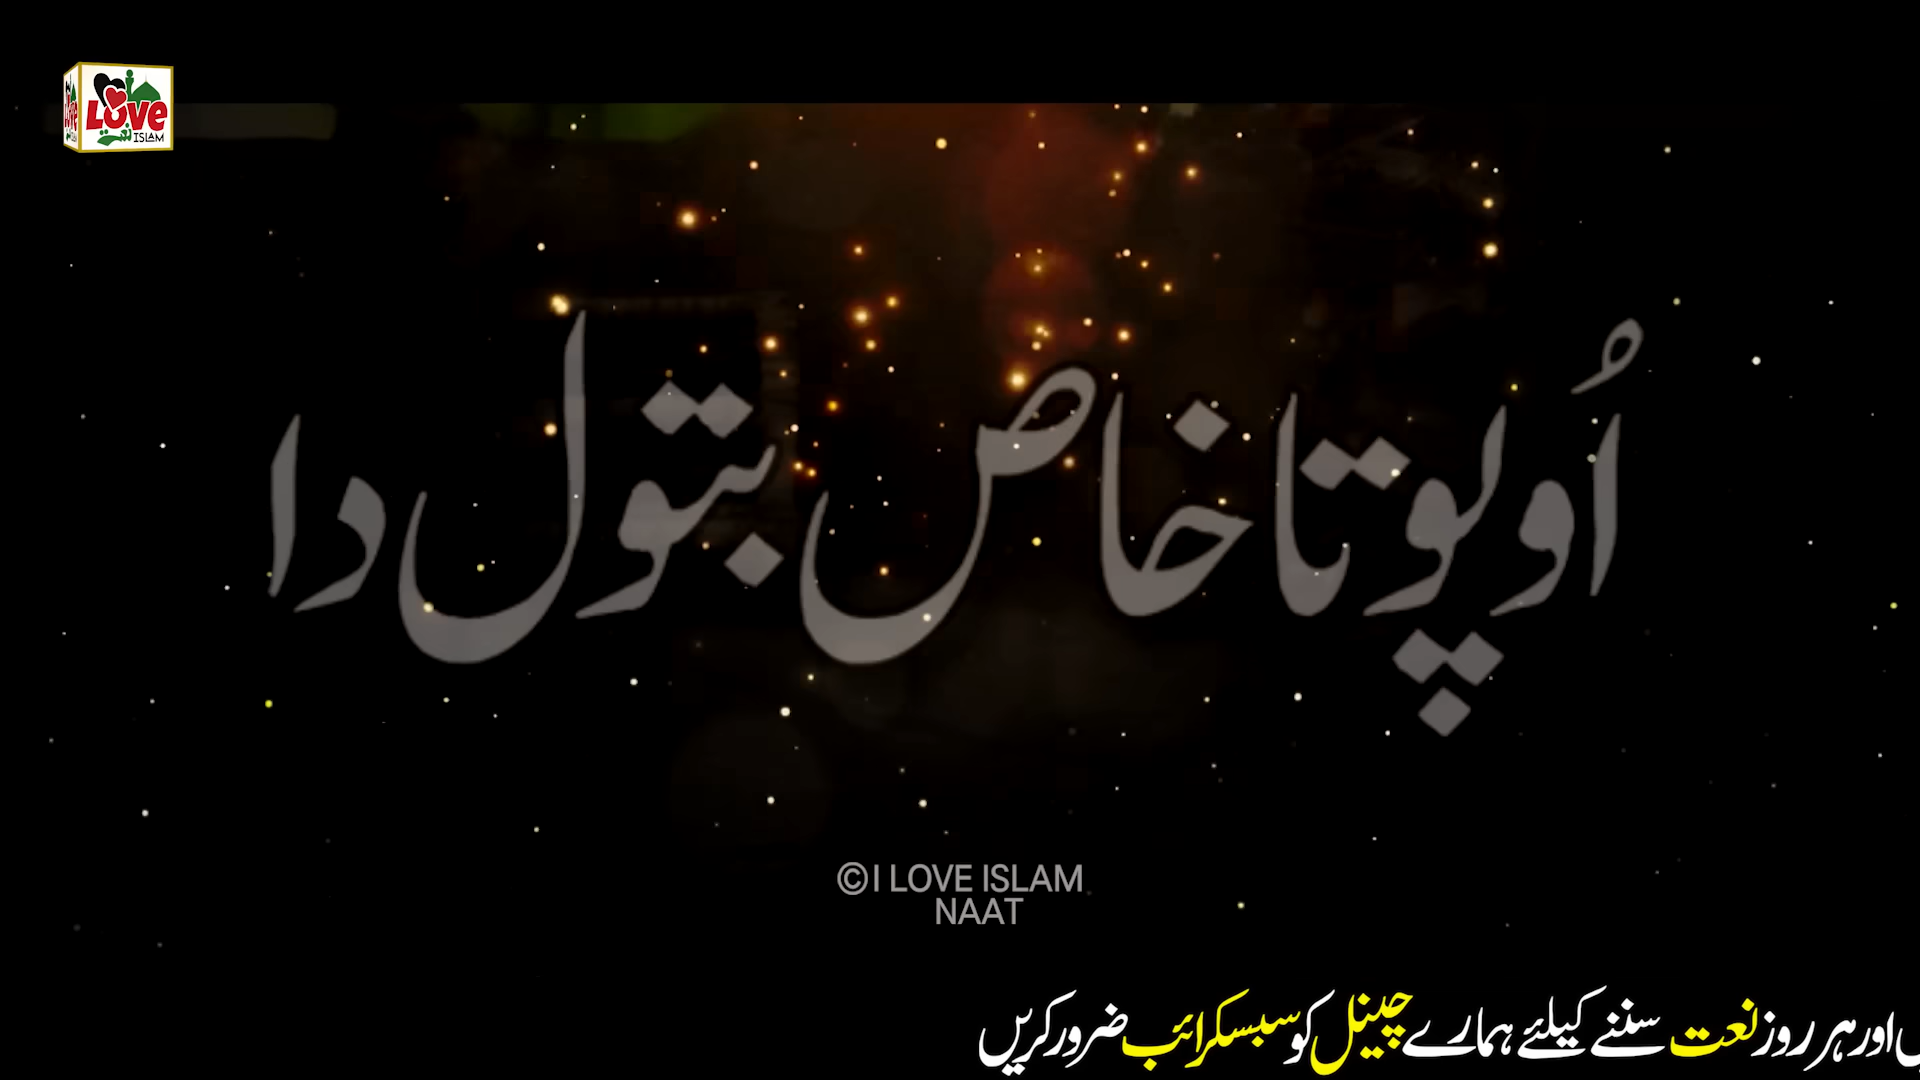 Love
نعت
ISLAM
اُو پوتا خاص بتول دا
©I LOVE ISLAM
NAAT
اور ہر روز نعت سننے کیلئے ہمارے چینل کو سبسکرائب ضرور کریں